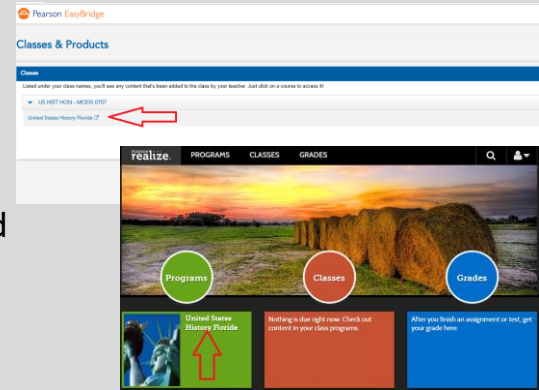 Pearson EasyBridge
Classes & Products
Classes
Listed under your class names, you'll see any content that's been added to the class by your teacher. Just click on a course to access it!
US HIST HON - MODS 0707
United States History Florida
PEARSON
realize.
PROGRAMS CLASSES GRADES
d
Programs
Classes
Grades
United States
History Florida
Nothing is due right now. Check out
content in your class programs.
After you finish an assignment or test, get
your grade here.